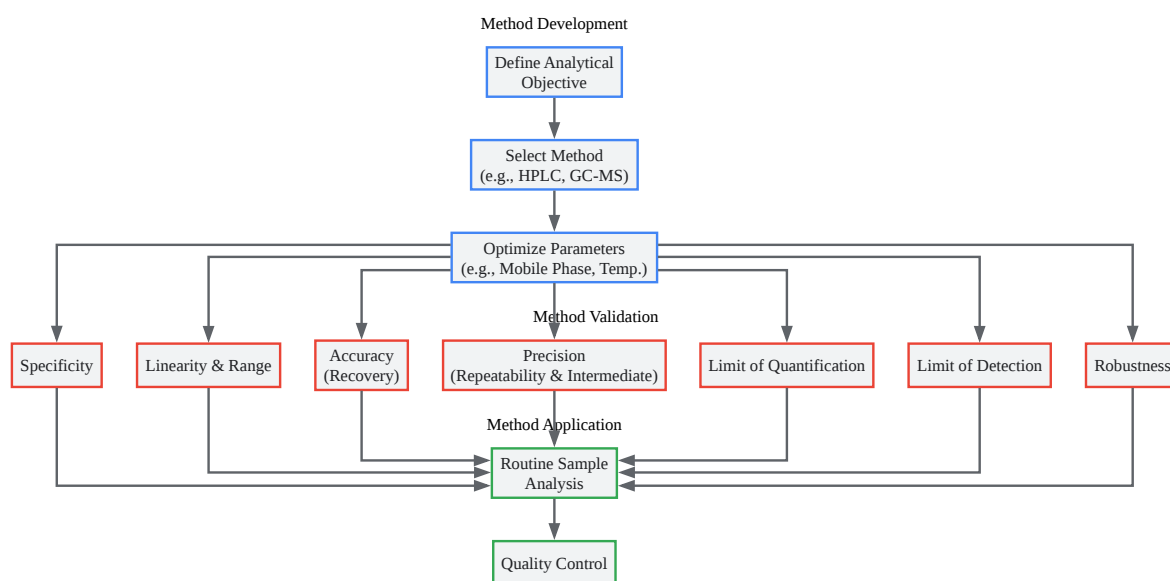 Method Development
Define Analytical
Objective
Select Method
(e.g., HPLC, GC-MS)
Optimize Parameters
(e.g., Mobile Phase, Temp.)
Method Validation
Specificity
Linearity & Range
Accuracy
(Recovery)
Precision
(Repeatability & Intermediate)
Limit of Quantification
Limit of Detection
Robustness
Method Application
Routine Sample
Analysis
Quality Control